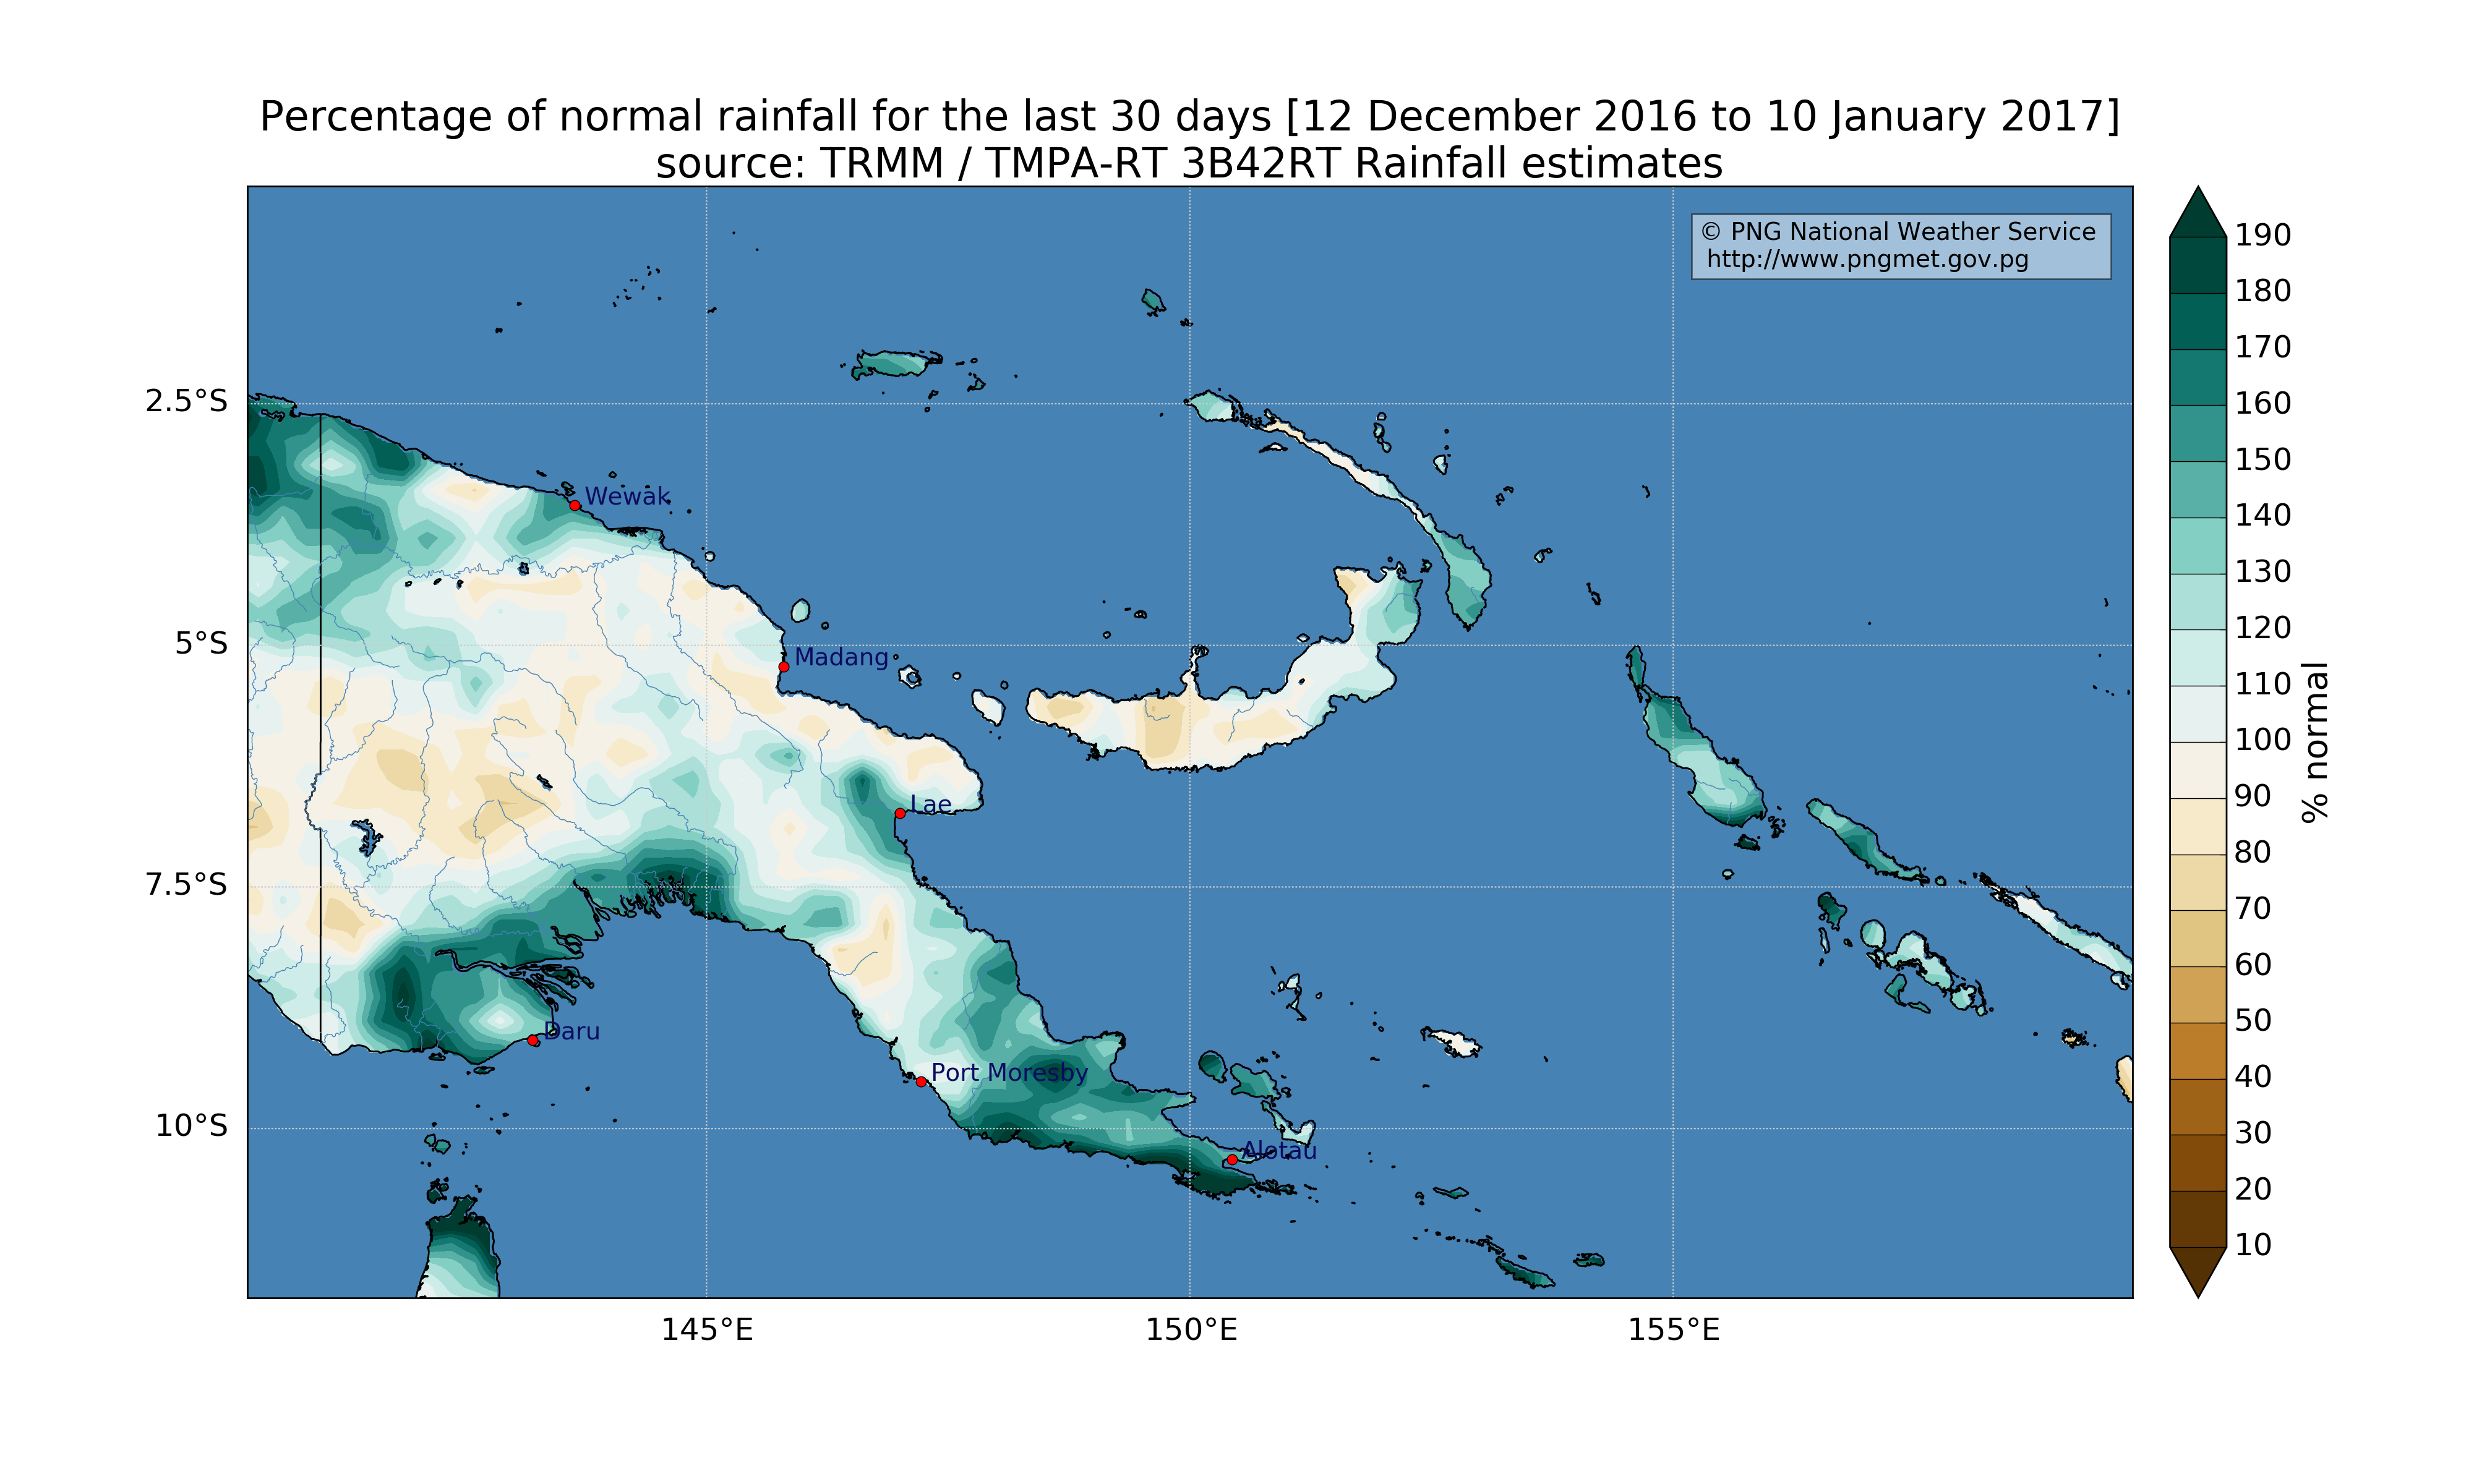 Percentage of normal rainfall for the last 30 days [12 December 2016 to 10 January 2017]
source: TRMM / TMPA-RT 3B42RT Rainfall estimates
© PNG National Weather Service
http://www.pngmet.gov.pg
190
180
170
160
150
140
130
120
110
100
90
80
70
60
50
40
30
20
10
% normal
2.5°S
5°S
7.5°S
10°S
Wewak
Madang
Lae
Daru
Port Moresby
Alotau
145°E
150°E
155°E